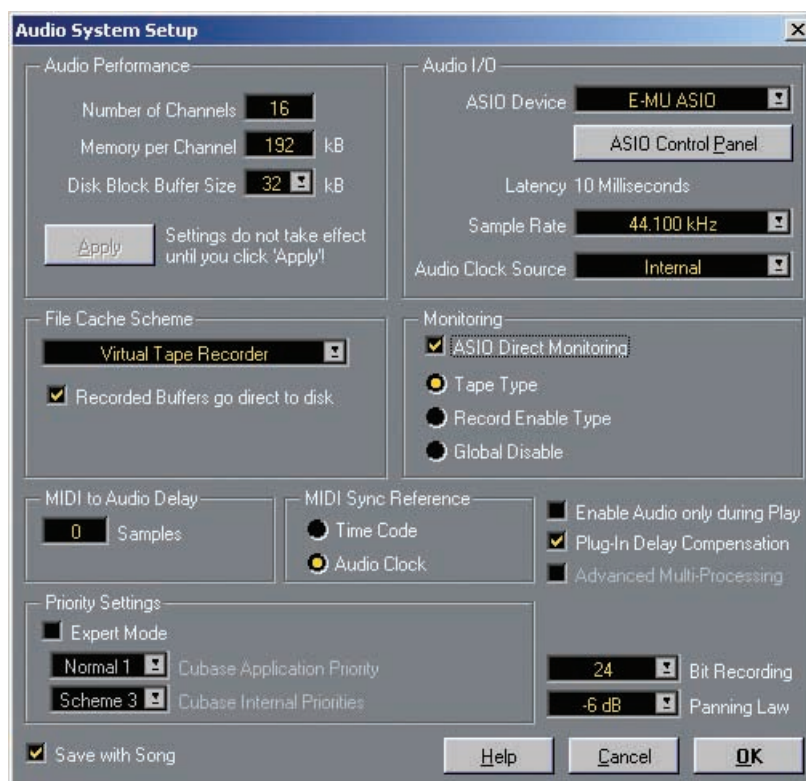 Audio System Setup
Audio Performance
Number of Channels 16
Memory per Channel 192 kB
Disk Block Buffer Size 32 kB
Apply
Settings do not take effect
until you click 'Apply'!
Audio I/O
ASIO Device E-MU ASIO
ASIO Control Panel
Latency 10 Milliseconds
Sample Rate 44.100 kHz
Audio Clock Source Internal
File Cache Scheme
Virtual Tape Recorder
Recorded Buffers go direct to disk
Monitoring
ASIO Direct Monitoring
Tape Type
Record Enable Type
Global Disable
MIDI to Audio Delay
0 Samples
MIDI Sync Reference
Time Code
Audio Clock
Enable Audio only during Play
Plug-In Delay Compensation
Advanced Multi-Processing
Priority Settings
Expert Mode
Normal 1 Cubase Application Priority
Scheme 3 Cubase Internal Priorities
24 Bit Recording
-6 dB Panning Law
Save with Song
Help
Cancel
OK